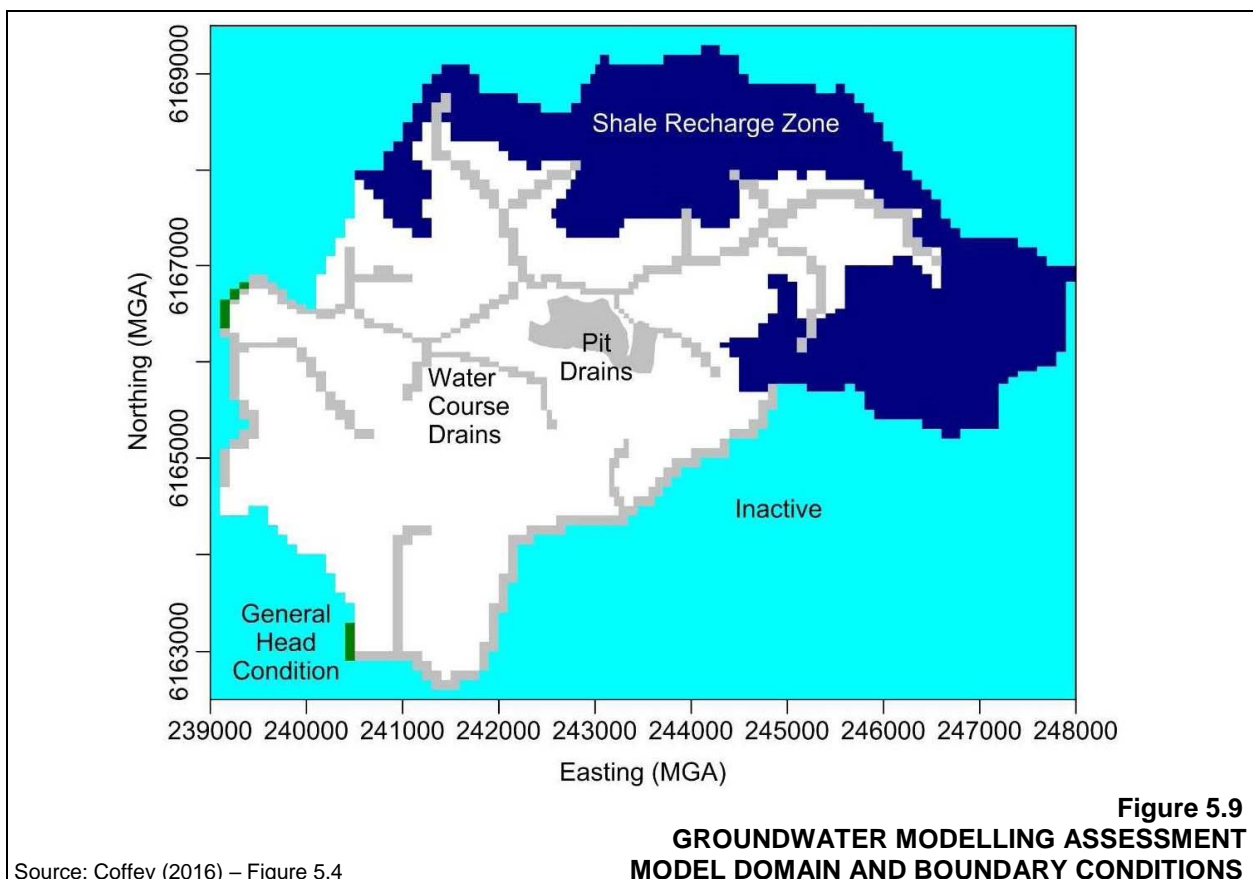 6169000
6167000
6165000
6163000
Northing (MGA)
Shale Recharge Zone
Pit
Drains
Water
Course
Drains
Inactive
General
Head
Condition
239000 240000 241000 242000 243000 244000 245000 246000 247000 248000
Easting (MGA)
Figure 5.9
GROUNDWATER MODELLING ASSESSMENT
Source: Coffey (2016) – Figure 5.4
MODEL DOMAIN AND BOUNDARY CONDITIONS